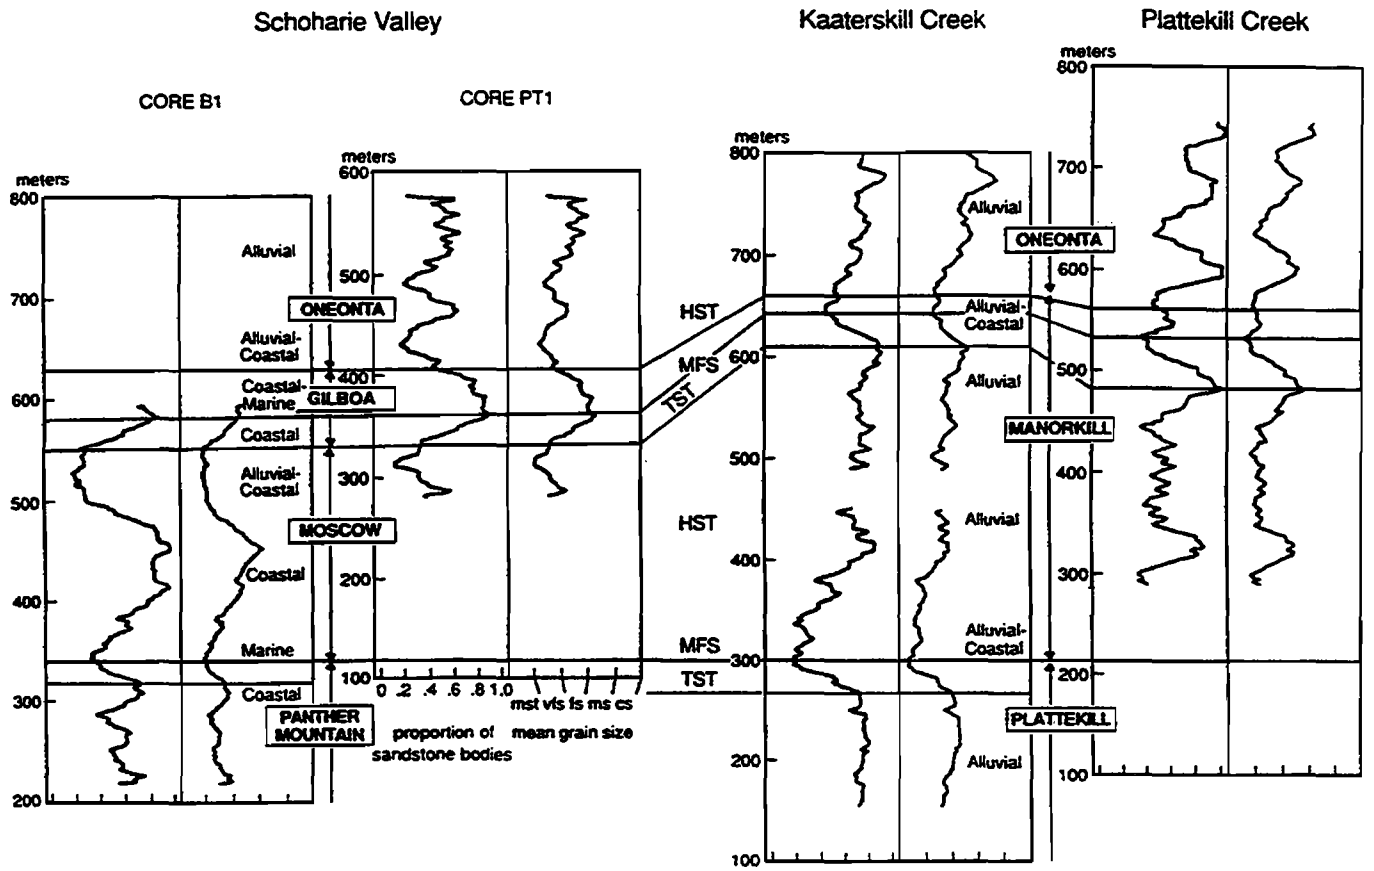 Schoharie Valley
Kaaterskill Creek
Plattekill Creek
CORE B1
CORE PT1
meters
800
700
600
500
400
300
200
Alluvial
Alluvial-
Coastal
Coastal-
Marine
Coastal
Alluvial-
Coastal
Coastal
Marine
Coastal
ONEONTA
GILBOA
MOSCOW
PANTHER
MOUNTAIN
meters
600
500
400
300
200
100
0 .2 .4 .6 .8 1.0
mst vfs fs ms cs
proportion of
sandstone bodies
mean grain size
HST
MFS
TST
HST
MFS
TST
meters
800
700
600
500
400
300
200
100
Alluvial
Alluvial-
Coastal
Alluvial
Alluvial
Alluvial-
Coastal
Alluvial
ONEONTA
MANORKILL
PLATTEKILL
meters
800
700
600
500
400
300
200
100